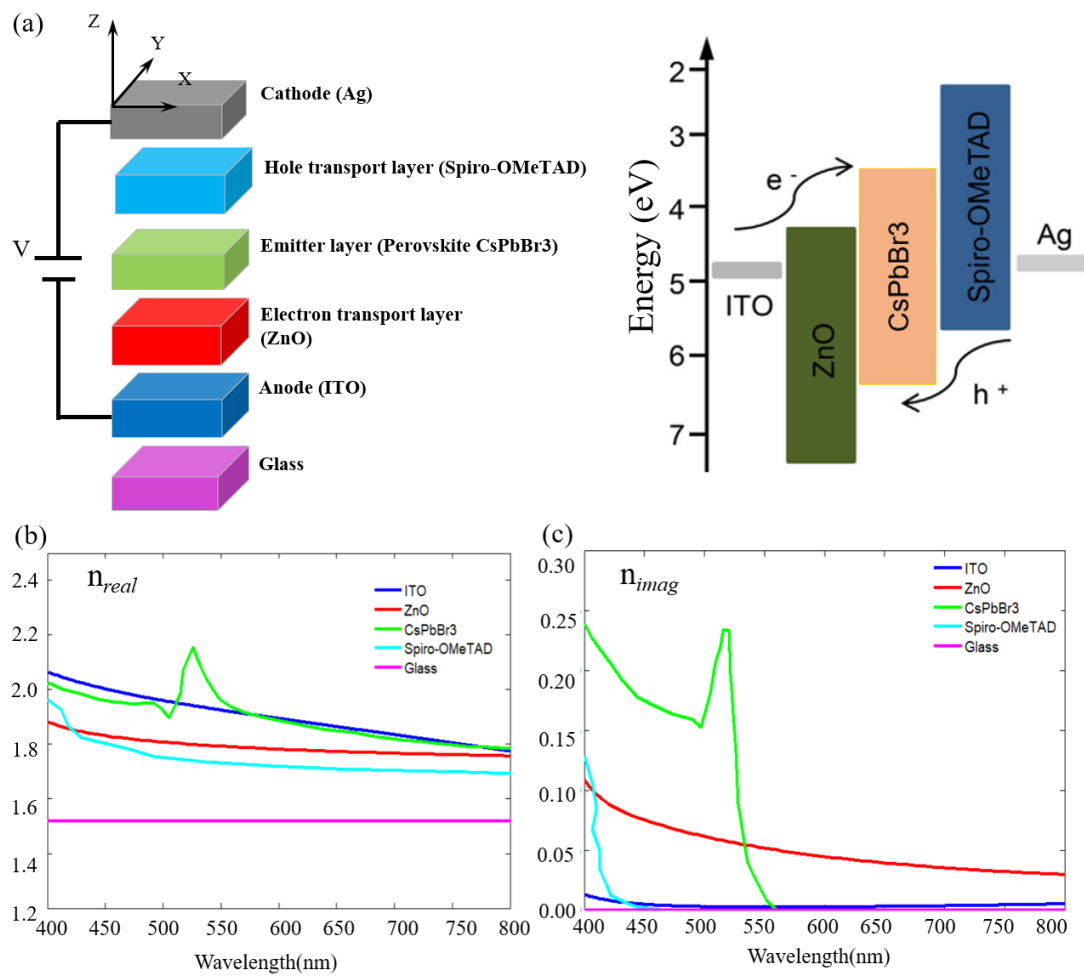 (a)
Z
Y
X
Cathode (Ag)
Hole transport layer (Spiro-OMeTAD)
V
Emitter layer (Perovskite CsPbBr3)
Electron transport layer
(ZnO)
Anode (ITO)
Glass
Energy (eV)
2
3
4
5
6
7
e -
ITO
ZnO
CsPbBr3
Spiro-OMeTAD
Ag
h +
(b)
n real
ITO
ZnO
CsPbBr3
Spiro-OMeTAD
Glass
2.4
2.2
2.0
1.8
1.6
1.4
1.2
400 450 500 550 600 650 700 750 800
Wavelength(nm)
(c)
n imag
ITO
ZnO
CsPbBr3
Spiro-OMeTAD
Glass
0.30
0.25
0.20
0.15
0.10
0.05
0.00
400 450 500 550 600 650 700 750 800
Wavelength(nm)